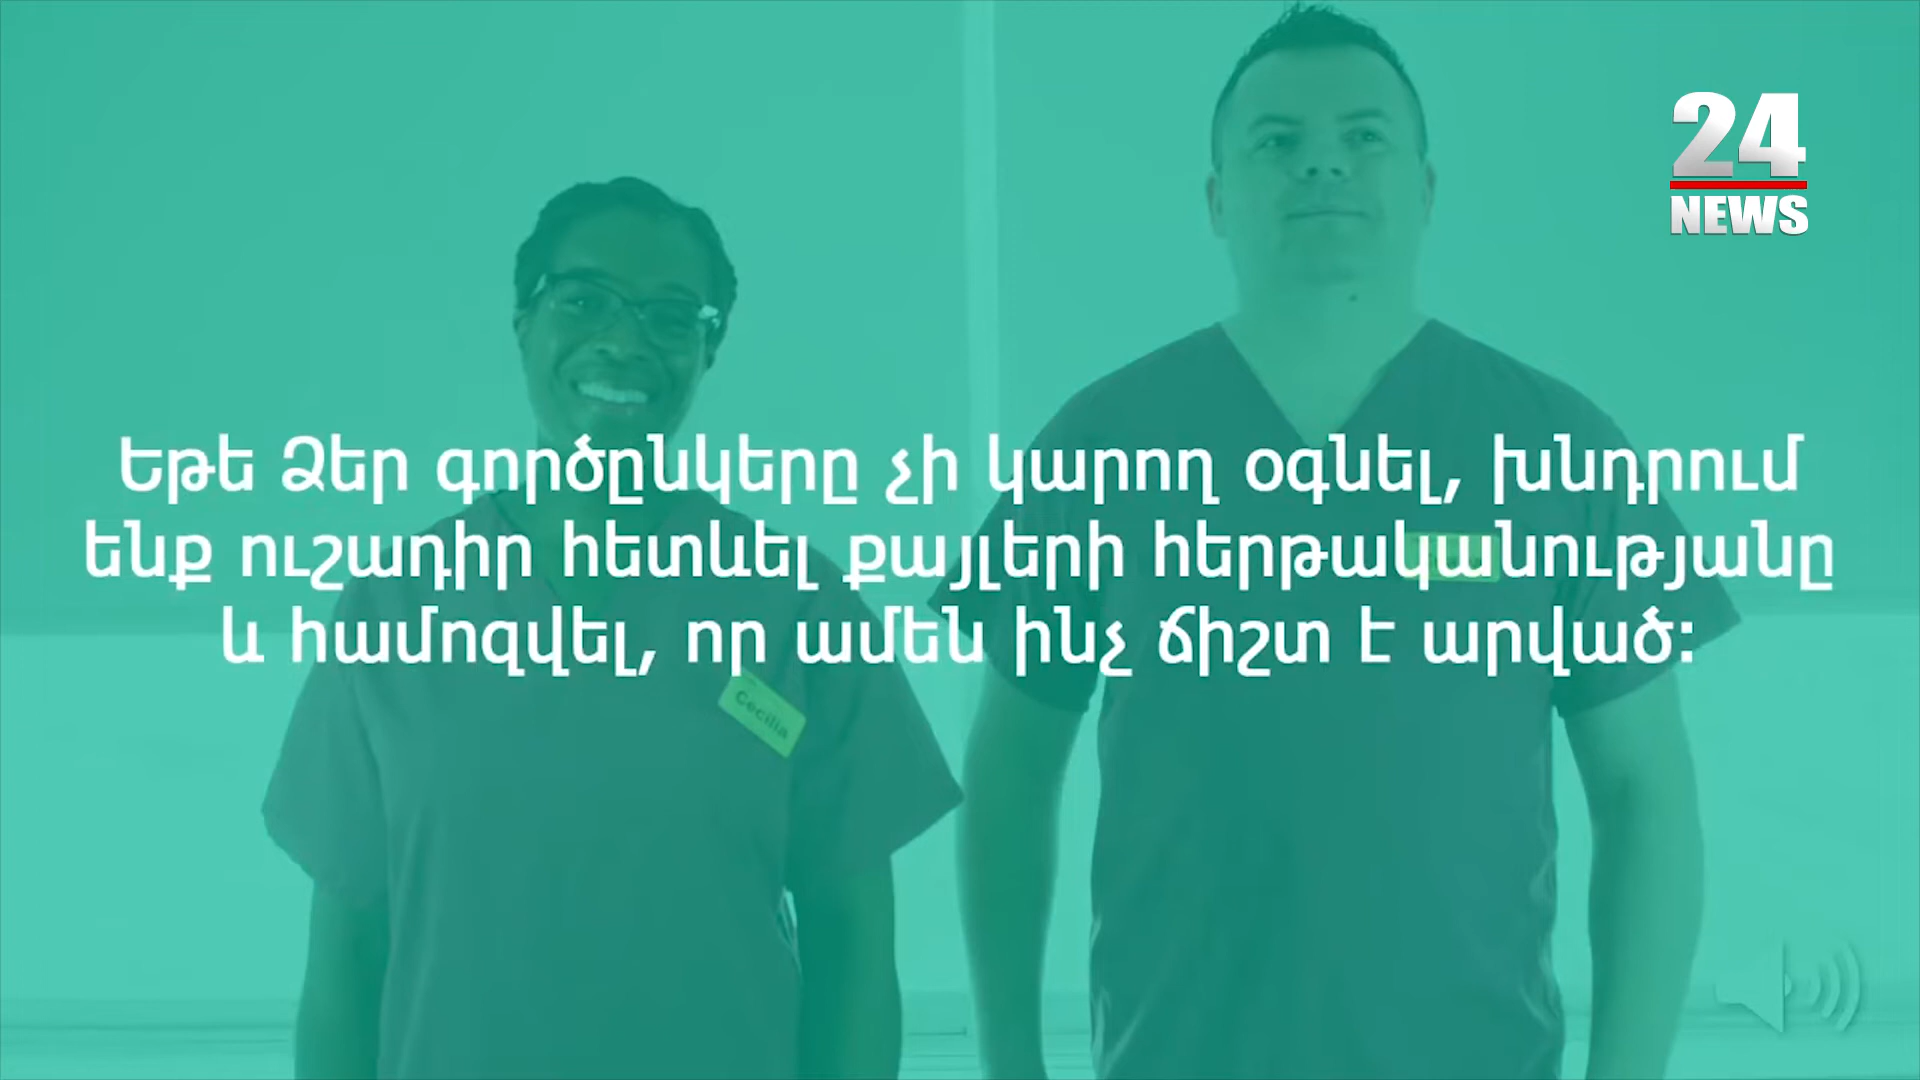 24
NEWS
Եթե Ձեր գործընկերը չի կարող օգնել, խնդրում
ենք ուշադիր հետևել քայլերի հերթականությանը
և համոզվել, որ ամեն ինչ ճիշտ է արված:
Cecilia